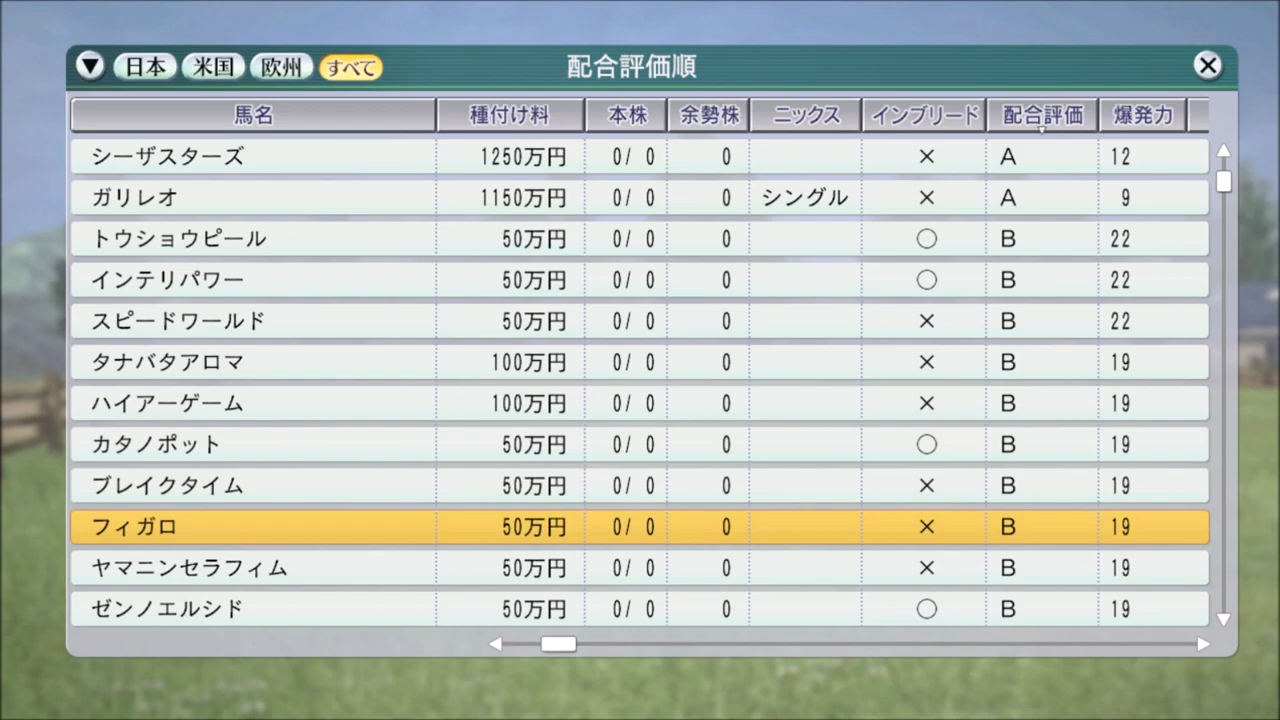 ▼ 日本 米国 欧州 すべて 配合評価順 ×
馬名 種付け料 本株 余勢株 ニックス インブリード 配合評価 爆発力
シーザスターズ 1250万円 0/ 0 0 × A 12
ガリレオ 1150万円 0/ 0 0 シングル × A 9
トウショウピール 50万円 0/ 0 0 ○ B 22
インテリパワー 50万円 0/ 0 0 ○ B 22
スピードワールド 50万円 0/ 0 0 × B 22
タナバタアロマ 100万円 0/ 0 0 × B 19
ハイアーゲーム 100万円 0/ 0 0 × B 19
カタノポット 50万円 0/ 0 0 ○ B 19
ブレイクタイム 50万円 0/ 0 0 × B 19
フィガロ 50万円 0/ 0 0 × B 19
ヤマニンセラフィム 50万円 0/ 0 0 × B 19
ゼンノエルシド 50万円 0/ 0 0 ○ B 19